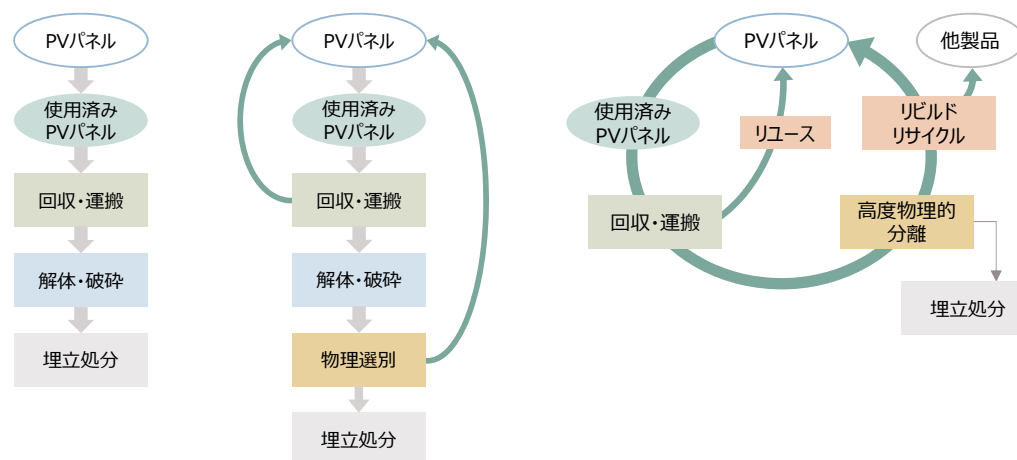 PVパネル
使用済み
PVパネル
回収・運搬
解体・破砕
埋立処分
PVパネル
使用済み
PVパネル
回収・運搬
解体・破砕
物理選別
埋立処分
PVパネル
他製品
使用済み
PVパネル
リユース
リビルド
リサイクル
回収・運搬
高度物理的
分離
埋立処分